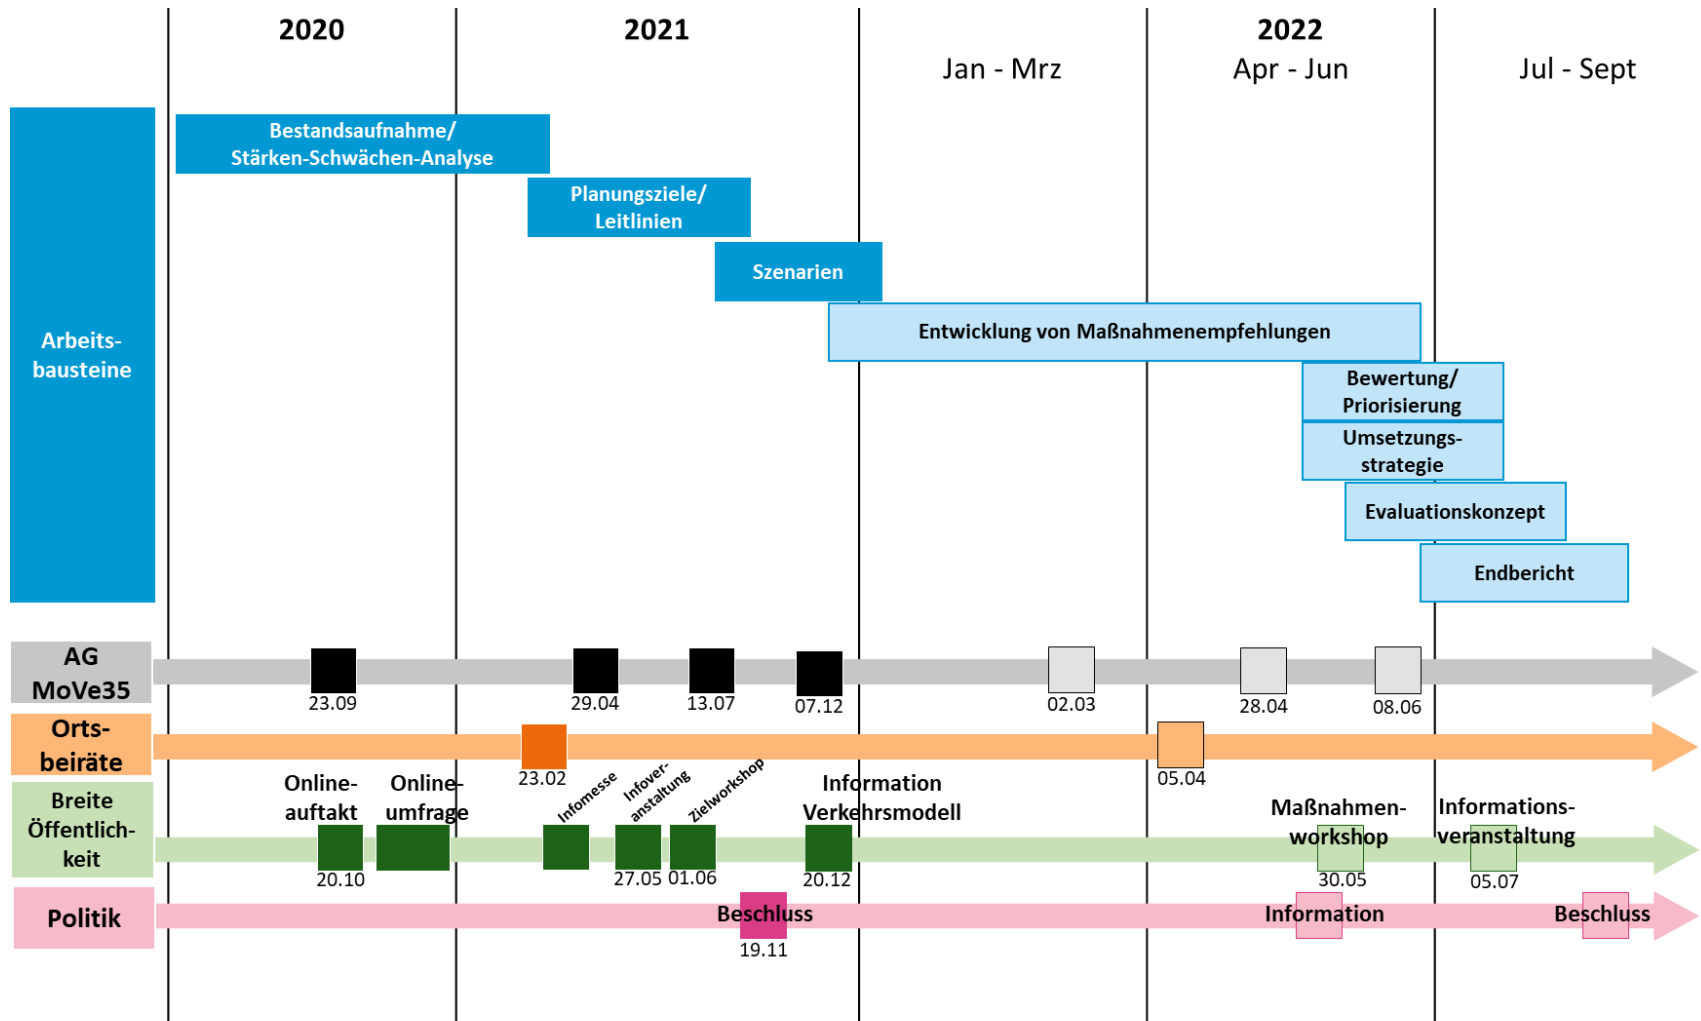 2020
2021
2022
Jan - Mrz
Apr - Jun
Jul - Sept
Arbeits-
bausteine
Bestandsaufnahme/
Stärken-Schwächen-Analyse
Planungsziele/
Leitlinien
Szenarien
Entwicklung von Maßnahmenempfehlungen
Bewertung/
Priorisierung
Umsetzungs-
strategie
Evaluationskonzept
Endbericht
AG
MoVe35
23.09
29.04
13.07
07.12
02.03
28.04
08.06
Orts-
beiräte
23.02
05.04
Breite
Öffentlich-
keit
Online-
auftakt
20.10
Online-
umfrage
Infomesse
Infover-
anstaltung
27.05
Zielworkshop
01.06
Information
Verkehrsmodell
20.12
Maßnahmen-
workshop
30.05
Informations-
veranstaltung
05.07
Politik
Beschluss
19.11
Information
Beschluss